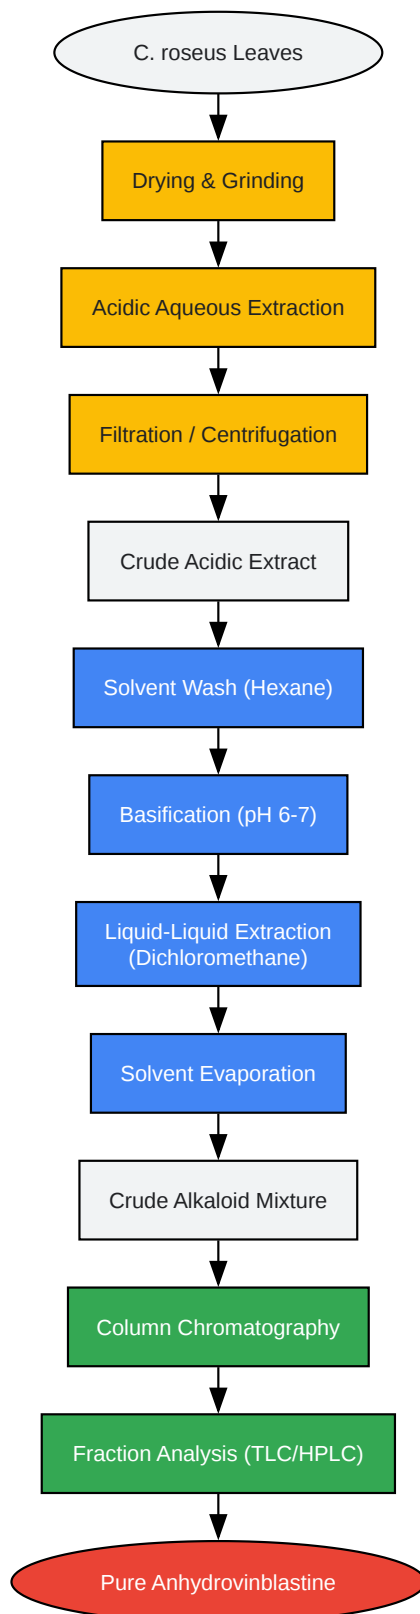 C. roseus Leaves
Drying & Grinding
Acidic Aqueous Extraction
Filtration / Centrifugation
Crude Acidic Extract
Solvent Wash (Hexane)
Basification (pH 6-7)
Liquid-Liquid Extraction
(Dichloromethane)
Solvent Evaporation
Crude Alkaloid Mixture
Column Chromatography
Fraction Analysis (TLC/HPLC)
Pure Anhydrovinblastine